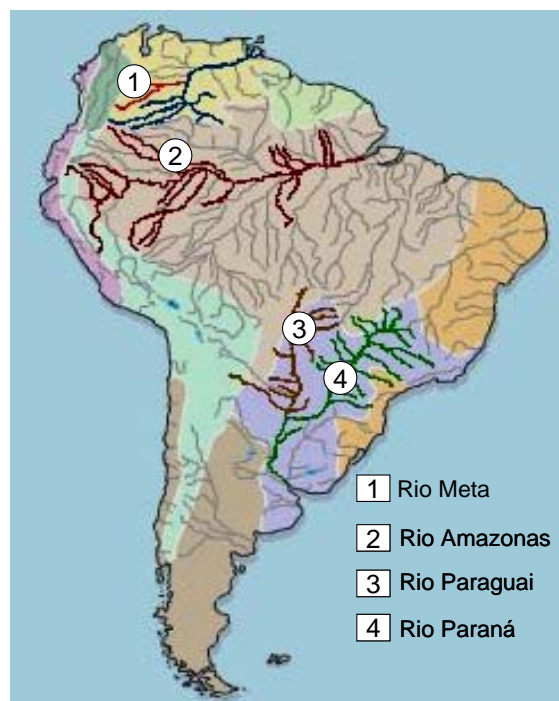 1
2
3
4
1 Rio Meta
2 Rio Amazonas
3 Rio Paraguai
4 Rio Paraná